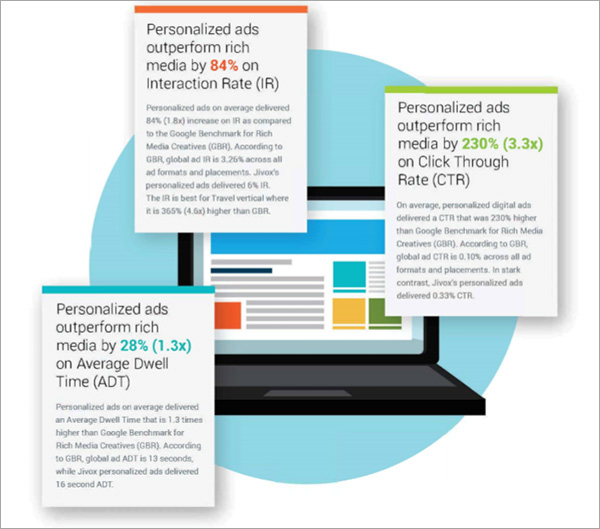 Personalized ads
outperform rich
media by 84% on
Interaction Rate (IR)
Personalized ads on average delivered
84% (1.8x) increase on IR as compared
to the Google Benchmark for Rich
Media Creatives (GBR). According to
GBR, global ad IR is 3.26% across all
ad formats and placements. Jivox's
personalized ads delivered 6% IR.
The IR is best for Travel vertical where
it is 365% (4.6x) higher than GBR.
Personalized ads
outperform rich
media by 230% (3.3x)
on Click Through
Rate (CTR)
On average, personalized digital ads
delivered a CTR that was 230% higher
than Google Benchmark for Rich Media
Creatives (GBR). According to GBR,
global ad CTR is 0.10% across all ad
formats and placements. In stark
contrast, Jivox's personalized ads
delivered 0.33% CTR.
Personalized ads
outperform rich
media by 28% (1.3x)
on Average Dwell
Time (ADT)
Personalized ads on average delivered
an Average Dwell Time that is 1.3 times
higher than Google Benchmark for
Rich Media Creatives (GBR). According
to GBR, global ad ADT is 13 seconds,
while Jivox personalized ads delivered
16 second ADT.